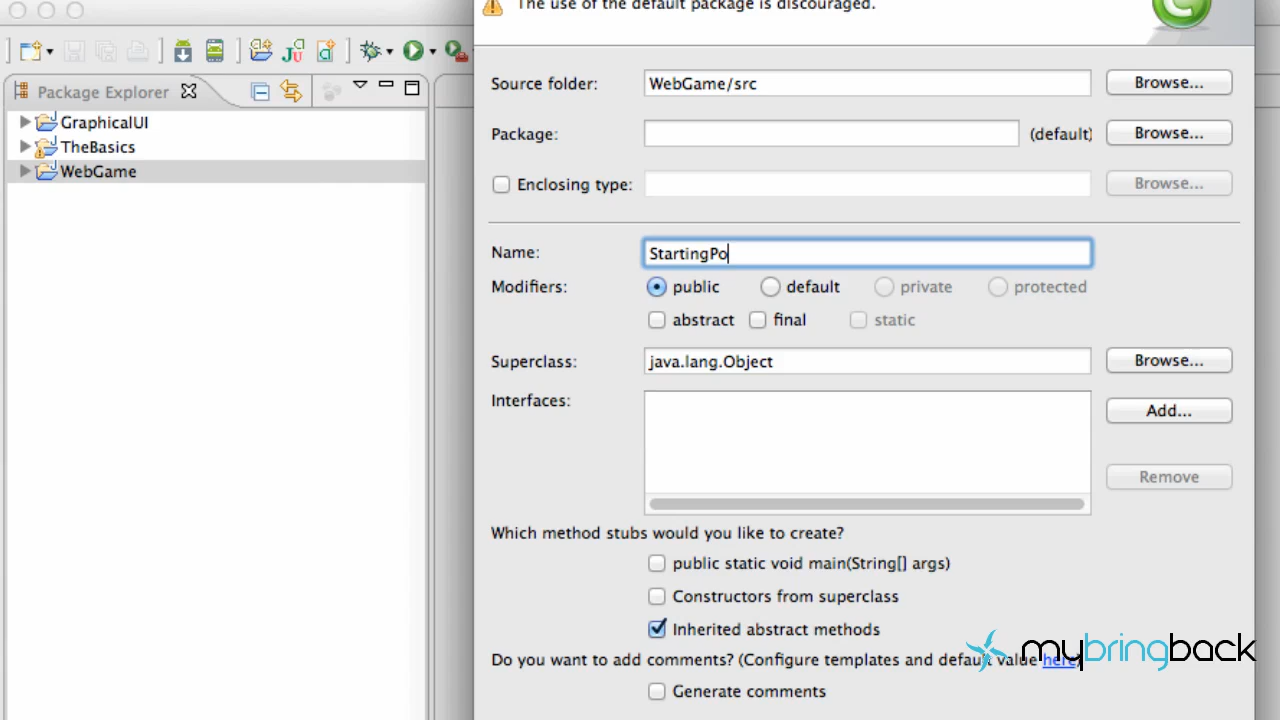 The use of the default package is discouraged.
Package Explorer
GraphicalUI
TheBasics
WebGame
Source folder: WebGame/src Browse...
Package: (default) Browse...
Enclosing type: Browse...
Name: StartingPo
Modifiers: public default private protected
abstract final static
Superclass: java.lang.Object Browse...
Interfaces: Add...
Remove
Which method stubs would you like to create?
public static void main(String[] args)
Constructors from superclass
Inherited abstract methods
Do you want to add comments? (Configure templates and default value here)
Generate comments
mybringback